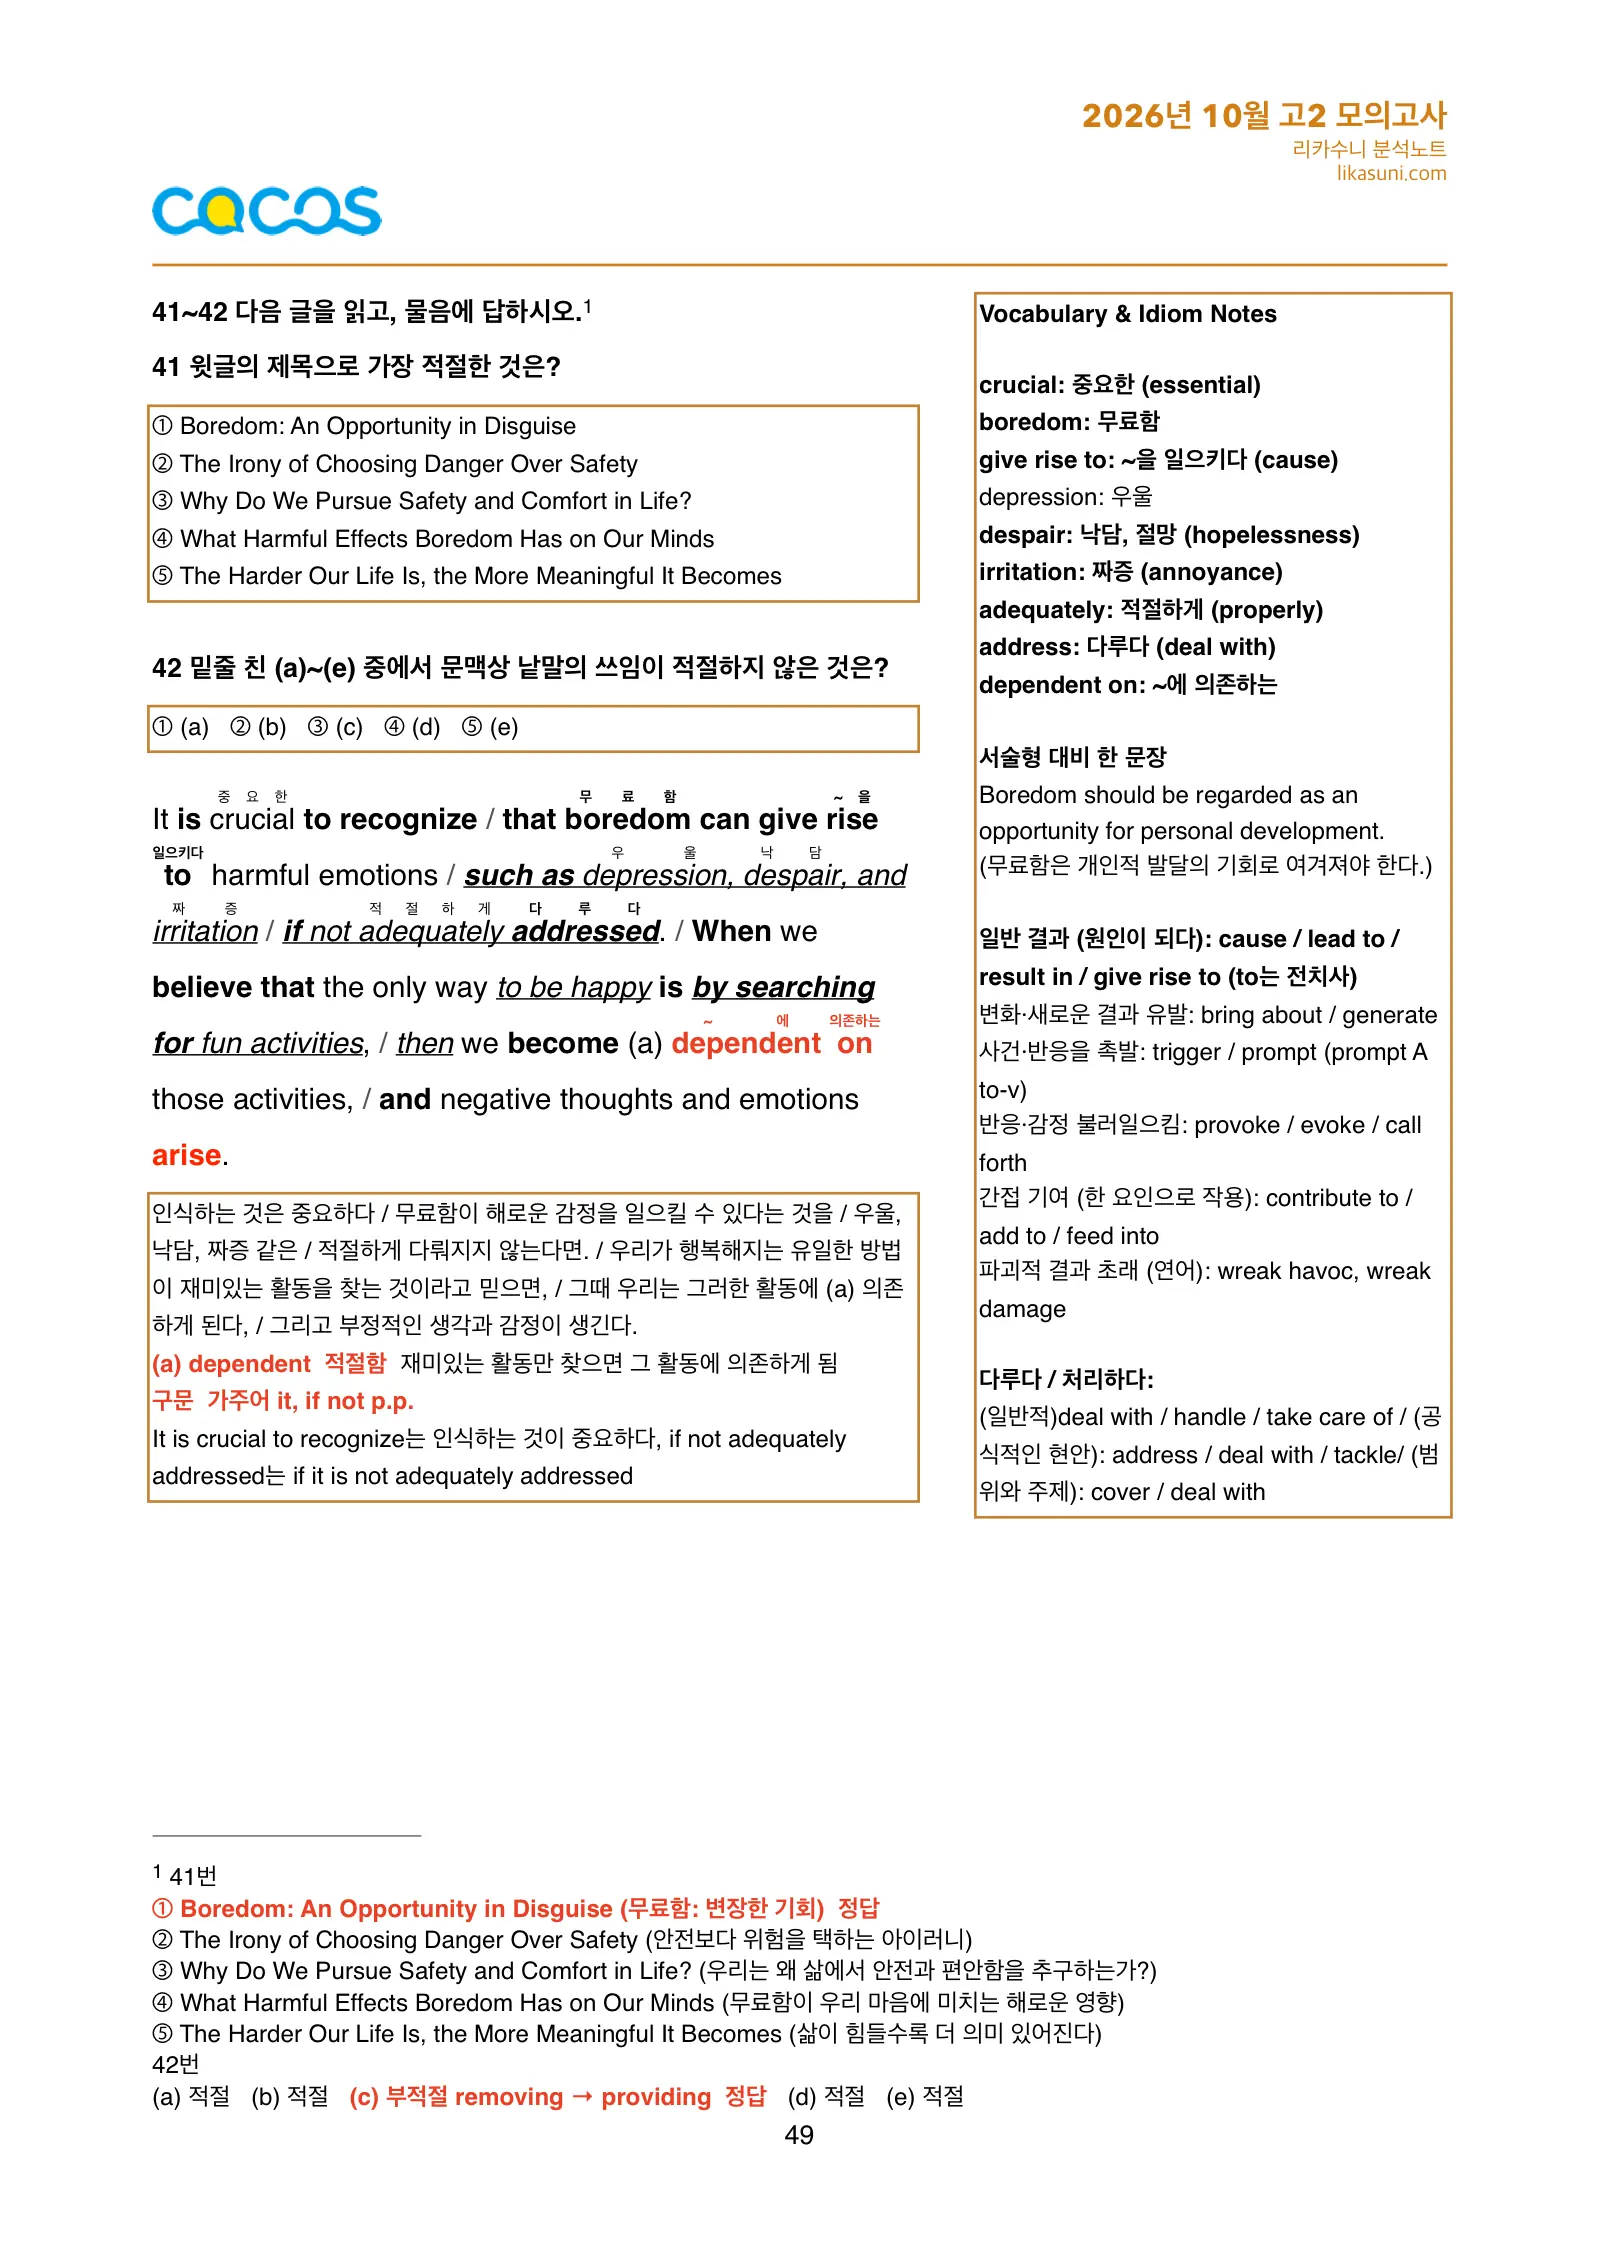 2026년 10월 고2 모의고사
리카수니 분석노트
likasuni.com
cacos
41~42 다음 글을 읽고, 물음에 답하시오.1
41 윗글의 제목으로 가장 적절한 것은?
① Boredom: An Opportunity in Disguise
② The Irony of Choosing Danger Over Safety
③ Why Do We Pursue Safety and Comfort in Life?
④ What Harmful Effects Boredom Has on Our Minds
⑤ The Harder Our Life Is, the More Meaningful It Becomes
42 밑줄 친 (a)~(e) 중에서 문맥상 낱말의 쓰임이 적절하지 않은 것은?
① (a) ② (b) ③ (c) ④ (d) ⑤ (e)
중요한 무료함 ~을
It is crucial to recognize / that boredom can give rise
일으키다 우울 낙담
to harmful emotions / such as depression, despair, and
짜증 적절하게 다루다
irritation / if not adequately addressed. / When we
believe that the only way to be happy is by searching
~에 의존하는
for fun activities, / then we become (a) dependent on
those activities, / and negative thoughts and emotions
arise.
인식하는 것은 중요하다 / 무료함이 해로운 감정을 일으킬 수 있다는 것을 / 우울,
낙담, 짜증 같은 / 적절하게 다뤄지지 않는다면. / 우리가 행복해지는 유일한 방법
이 재미있는 활동을 찾는 것이라고 믿으면, / 그때 우리는 그러한 활동에 (a) 의존
하게 된다, / 그리고 부정적인 생각과 감정이 생긴다.
(a) dependent 적절함 재미있는 활동만 찾으면 그 활동에 의존하게 됨
구문 가주어 it, if not p.p.
It is crucial to recognize는 인식하는 것이 중요하다, if not adequately
addressed는 if it is not adequately addressed
Vocabulary & Idiom Notes
crucial: 중요한 (essential)
boredom: 무료함
give rise to: ~을 일으키다 (cause)
depression: 우울
despair: 낙담, 절망 (hopelessness)
irritation: 짜증 (annoyance)
adequately: 적절하게 (properly)
address: 다루다 (deal with)
dependent on: ~에 의존하는
서술형 대비 한 문장
Boredom should be regarded as an
opportunity for personal development.
(무료함은 개인적 발달의 기회로 여겨져야 한다.)
일반 결과 (원인이 되다): cause / lead to /
result in / give rise to (to는 전치사)
변화·새로운 결과 유발: bring about / generate
사건·반응을 촉발: trigger / prompt (prompt A
to-v)
반응·감정 불러일으킴: provoke / evoke / call
forth
간접 기여 (한 요인으로 작용): contribute to /
add to / feed into
파괴적 결과 초래 (연어): wreak havoc, wreak
damage
다루다 / 처리하다:
(일반적)deal with / handle / take care of / (공
식적인 현안): address / deal with / tackle/ (범
위와 주제): cover / deal with
1 41번
① Boredom: An Opportunity in Disguise (무료함: 변장한 기회) 정답
② The Irony of Choosing Danger Over Safety (안전보다 위험을 택하는 아이러니)
③ Why Do We Pursue Safety and Comfort in Life? (우리는 왜 삶에서 안전과 편안함을 추구하는가?)
④ What Harmful Effects Boredom Has on Our Minds (무료함이 우리 마음에 미치는 해로운 영향)
⑤ The Harder Our Life Is, the More Meaningful It Becomes (삶이 힘들수록 더 의미 있어진다)
42번
(a) 적절 (b) 적절 (c) 부적절 removing → providing 정답 (d) 적절 (e) 적절
49